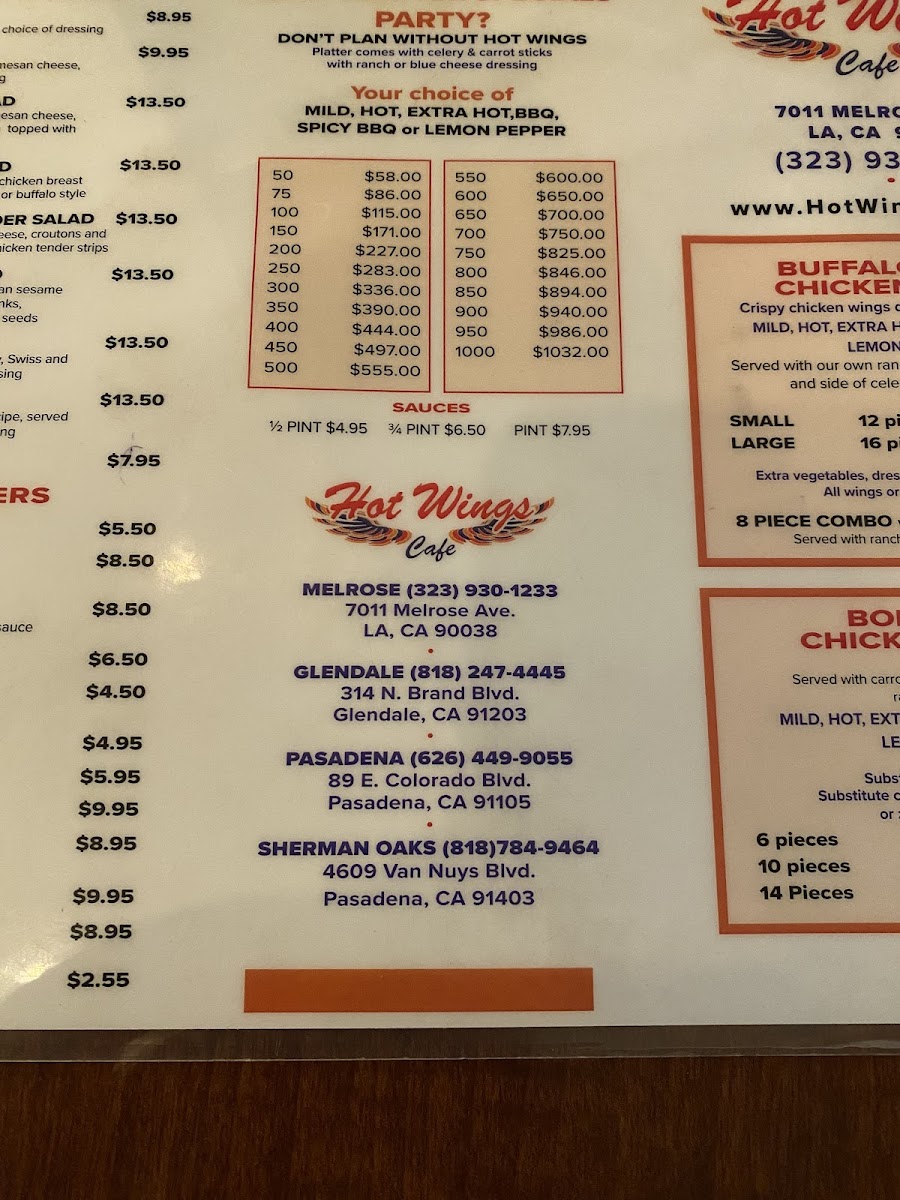 $8.95
choice of dressing
$9.95
mesan cheese,
$13.50
esan cheese,
topped with
$13.50
chicken breast
or buffalo style
DER SALAD $13.50
eese, croutons and
icken tender strips
$13.50
an sesame
nks,
seeds
$13.50
, Swiss and
sing
$13.50
ipe, served
ng
$7.95
ERS
$5.50
$8.50
$8.50
sauce
$6.50
$4.50
$4.95
$5.95
$9.95
$8.95
$9.95
$8.95
$2.55
PARTY?
DON'T PLAN WITHOUT HOT WINGS
Platter comes with celery & carrot sticks
with ranch or blue cheese dressing
Your choice of
MILD, HOT, EXTRA HOT,BBQ,
SPICY BBQ or LEMON PEPPER
50 $58.00
75 $86.00
100 $115.00
150 $171.00
200 $227.00
250 $283.00
300 $336.00
350 $390.00
400 $444.00
450 $497.00
500 $555.00
550 $600.00
600 $650.00
650 $700.00
700 $750.00
750 $825.00
800 $846.00
850 $894.00
900 $940.00
950 $986.00
1000 $1032.00
SAUCES
½ PINT $4.95 ¾ PINT $6.50 PINT $7.95
Hot Wings
Cafe
MELROSE (323) 930-1233
7011 Melrose Ave.
LA, CA 90038
GLENDALE (818) 247-4445
314 N. Brand Blvd.
Glendale, CA 91203
PASADENA (626) 449-9055
89 E. Colorado Blvd.
Pasadena, CA 91105
SHERMAN OAKS (818)784-9464
4609 Van Nuys Blvd.
Pasadena, CA 91403
Hot W
Cafe
7011 MELRO
LA, CA 9
(323) 93
www.HotWin
BUFFALO
CHICKEN
Crispy chicken wings
MILD, HOT, EXTRA H
LEMON
Served with our own ran
and side of cele
SMALL 12 pi
LARGE 16 pi
Extra vegetables, dres
All wings or
8 PIECE COMBO
Served with ranch
BON
CHICK
Served with carro
ra
MILD, HOT, EXT
LE
Subst
Substitute c
or
6 pieces
10 pieces
14 Pieces